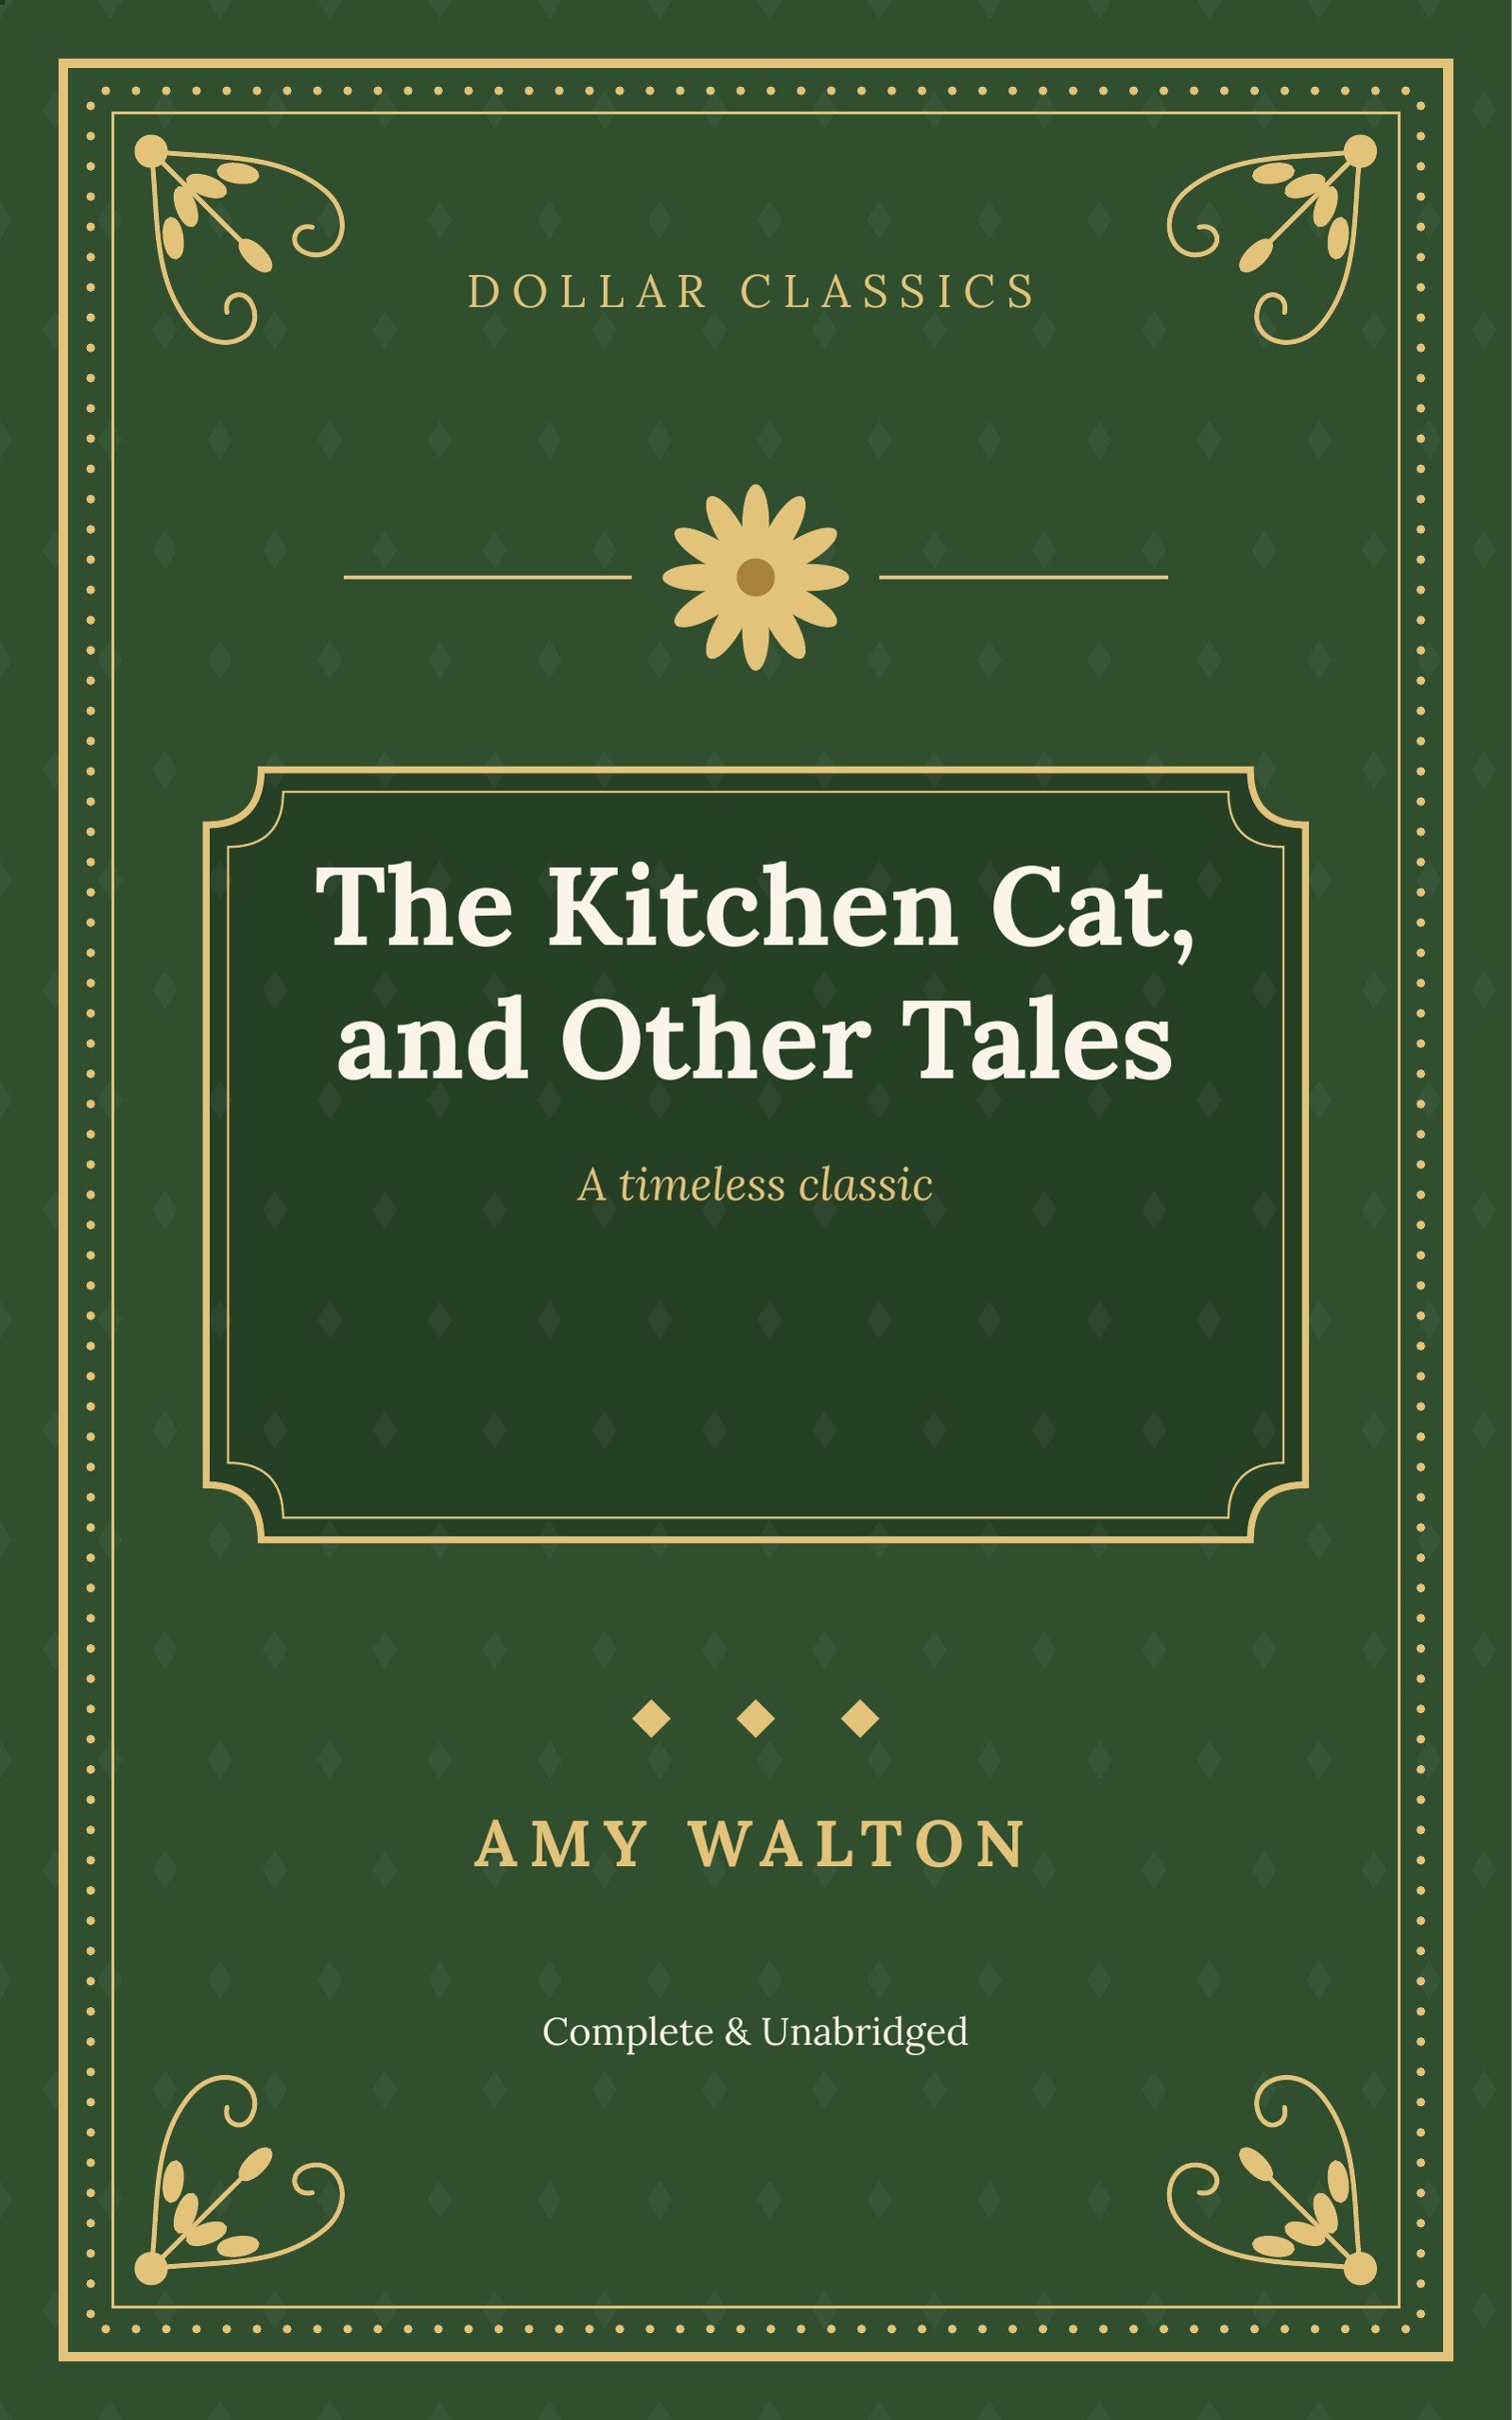 DOLLAR CLASSICS
The Kitchen Cat,
and Other Tales
A timeless classic
AMY WALTON
Complete & Unabridged